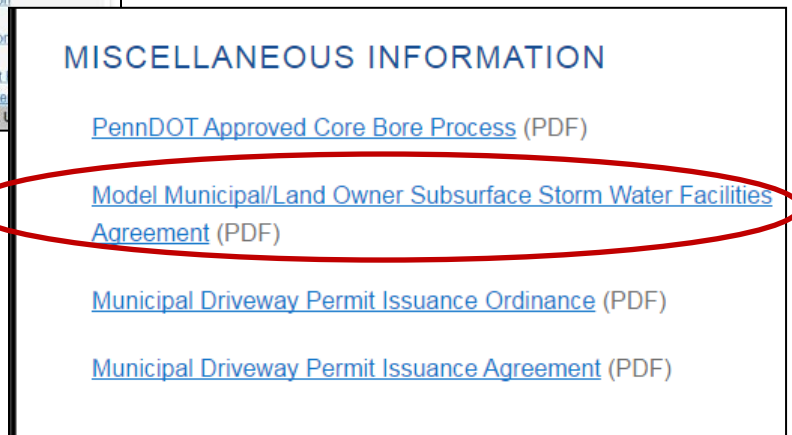 MISCELLANEOUS INFORMATION
PennDOT Approved Core Bore Process (PDF)
Model Municipal/Land Owner Subsurface Storm Water Facilities
Agreement (PDF)
Municipal Driveway Permit Issuance Ordinance (PDF)
Municipal Driveway Permit Issuance Agreement (PDF)